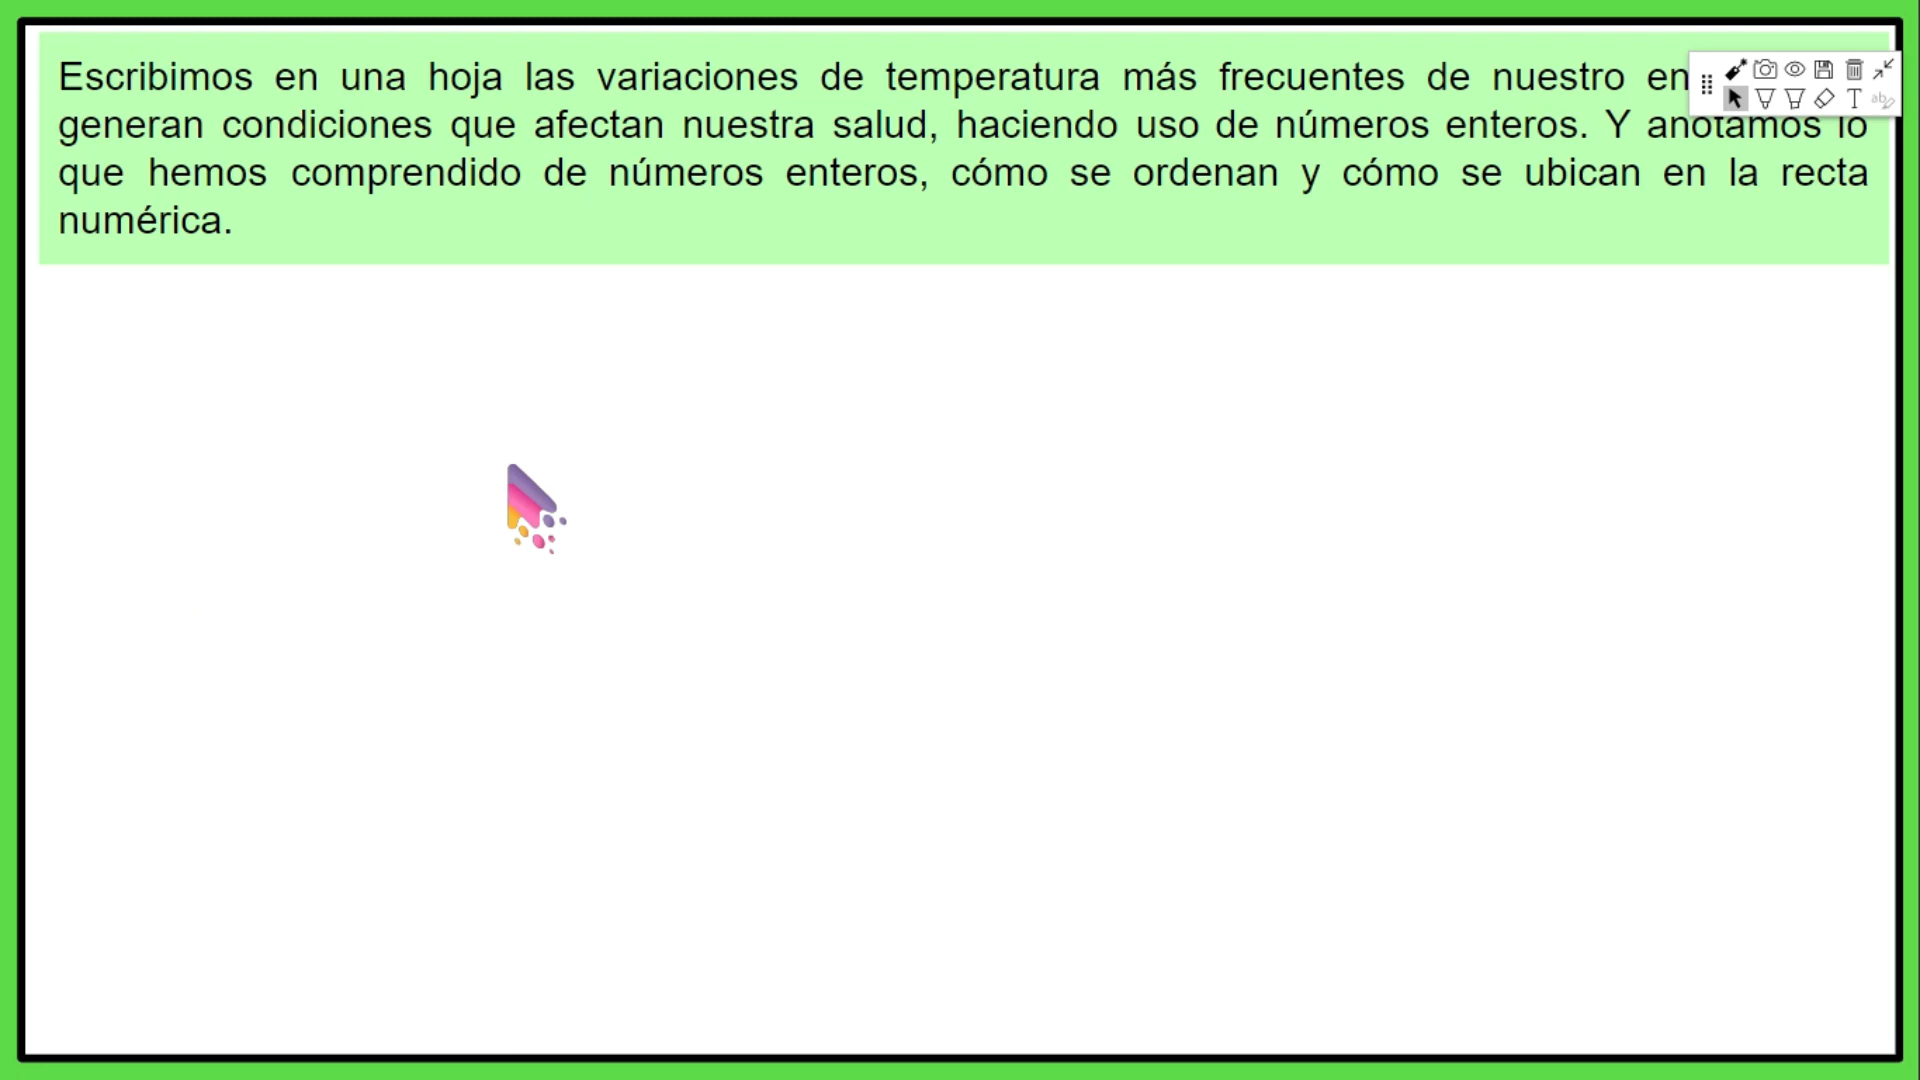 Escribimos en una hoja las variaciones de temperatura más frecuentes de nuestro
generan condiciones que afectan nuestra salud, haciendo uso de números enteros. Y anotamos lo
que hemos comprendido de números enteros, cómo se ordenan y cómo se ubican en la recta
numérica.